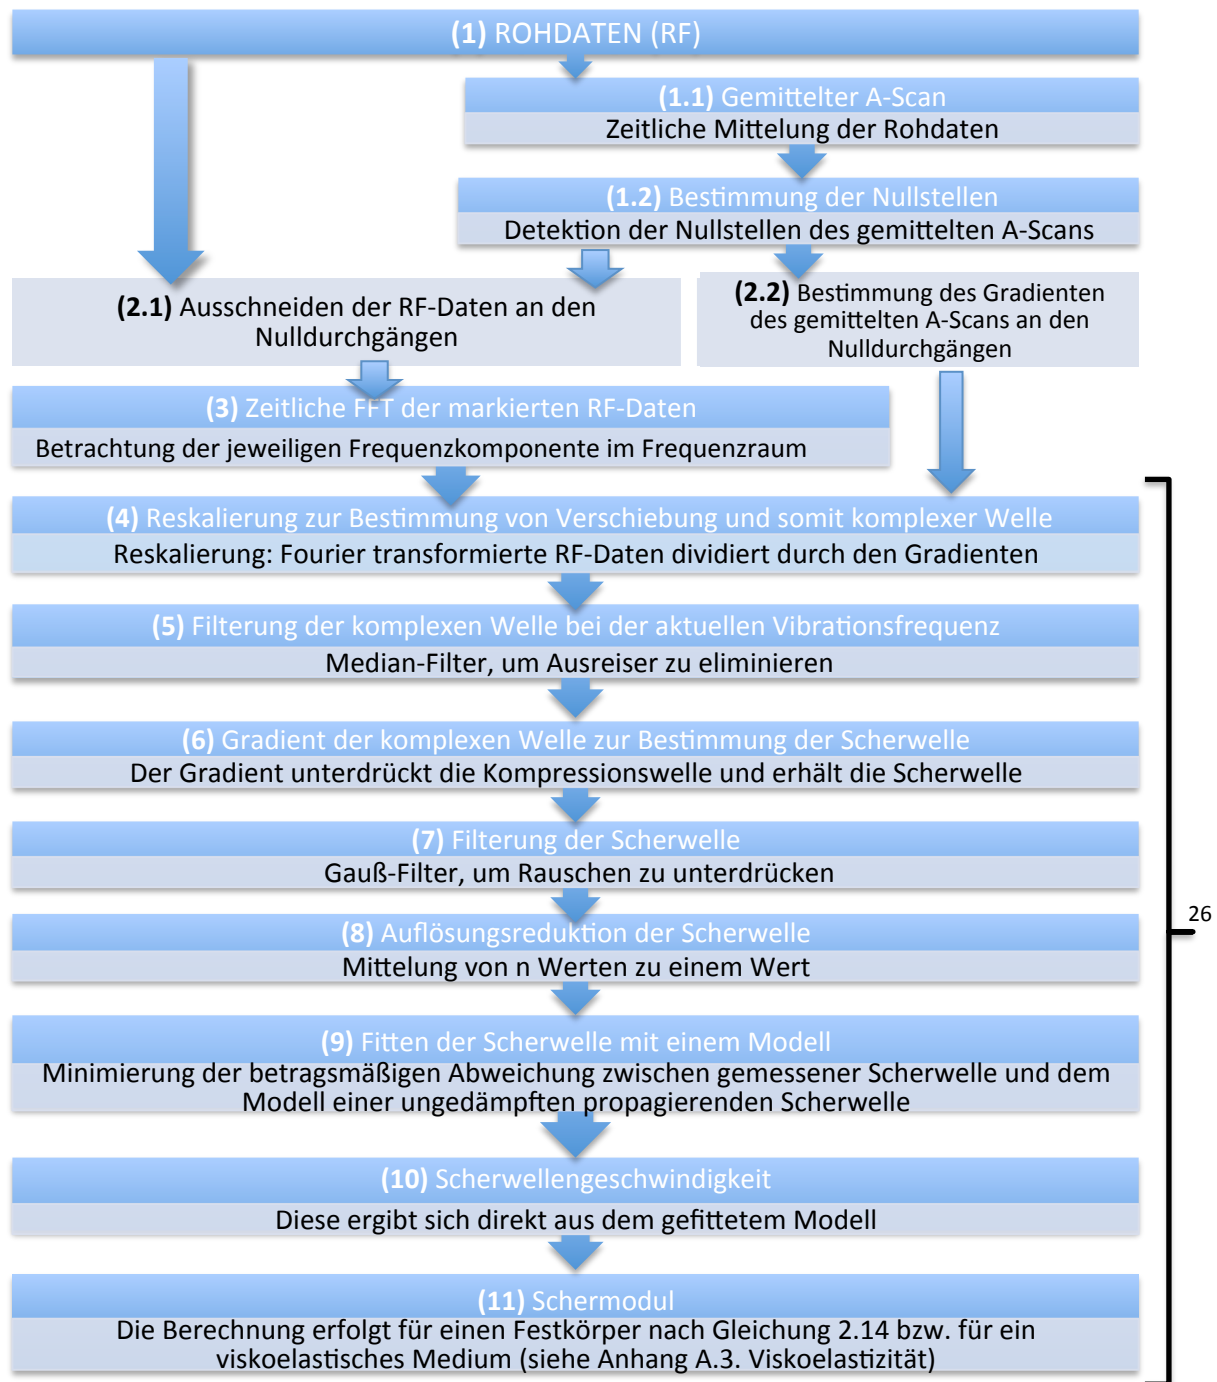 (1) ROHDATEN (RF)
(1.1) Gemittelter A-Scan
Zeitliche Mittelung der Rohdaten
(1.2) Bestimmung der Nullstellen
Detektion der Nullstellen des gemittelten A-Scans
(2.1) Ausschneiden der RF-Daten an den
Nulldurchgängen
(2.2) Bestimmung des Gradienten
des gemittelten A-Scans an den
Nulldurchgängen
(3) Zeitliche FFT der markierten RF-Daten
Betrachtung der jeweiligen Frequenzkomponente im Frequenzraum
(4) Reskalierung zur Bestimmung von Verschiebung und somit komplexer Welle
Reskalierung: Fourier transformierte RF-Daten dividiert durch den Gradienten
(5) Filterung der komplexen Welle bei der aktuellen Vibrationsfrequenz
Median-Filter, um Ausreiser zu eliminieren
(6) Gradient der komplexen Welle zur Bestimmung der Scherwelle
Der Gradient unterdrückt die Kompressionswelle und erhält die Scherwelle
(7) Filterung der Scherwelle
Gauß-Filter, um Rauschen zu unterdrücken
(8) Auflösungsreduktion der Scherwelle
Mittelung von n Werten zu einem Wert
26
(9) Fitten der Scherwelle mit einem Modell
Minimierung der betragsmäßigen Abweichung zwischen gemessener Scherwelle und dem
Modell einer ungedämpften propagierenden Scherwelle
(10) Scherwellengeschwindigkeit
Diese ergibt sich direkt aus dem gefittetem Modell
(11) Schermodul
Die Berechnung erfolgt für einen Festkörper nach Gleichung 2.14 bzw. für ein
viskoelastisches Medium (siehe Anhang A.3. Viskoelastizität)